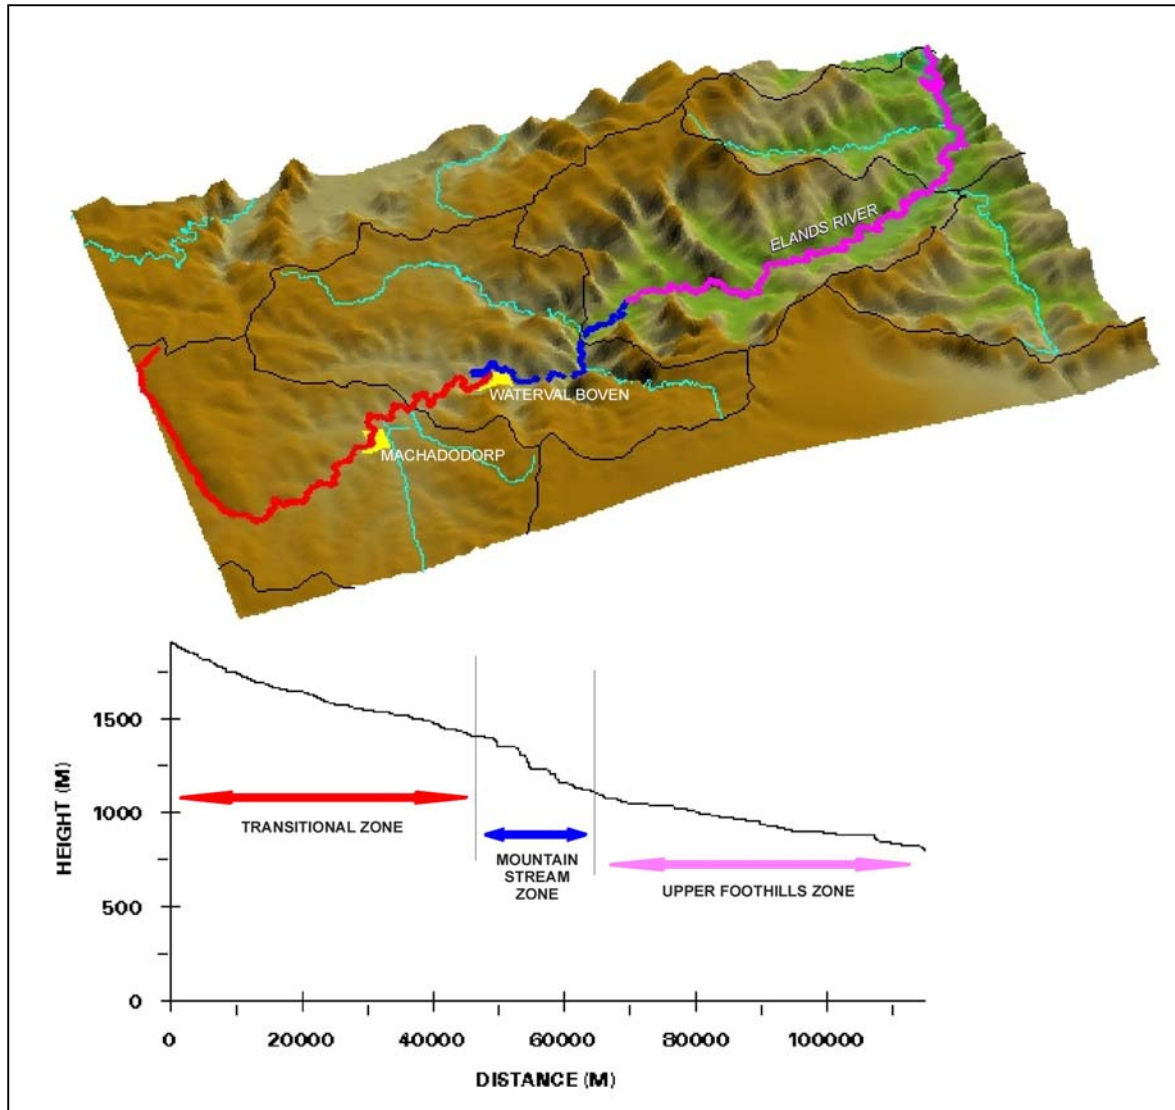 ELANDS RIVER
WATERVAL BOVEN
MACHADODORP
HEIGHT (M)
1500
1000
500
0
TRANSITIONAL ZONE
MOUNTAIN
STREAM
ZONE
UPPER FOOTHILLS ZONE
0 20000 40000 60000 80000 100000
DISTANCE (M)